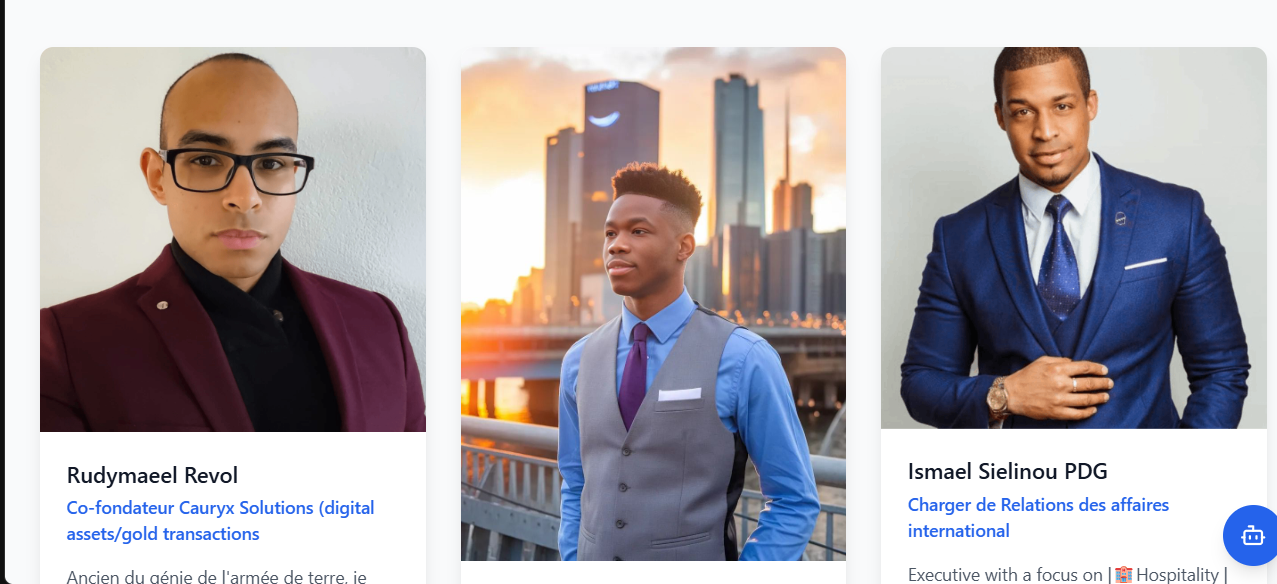 Rudymaeel Revol
Co-fondateur Cauryx Solutions (digital
assets/gold transactions
Ancien du génie de l'armée de terre, je
Ismael Sielinou PDG
Charger de Relations des affaires
international
Executive with a focus on | 🏨 Hospitality |